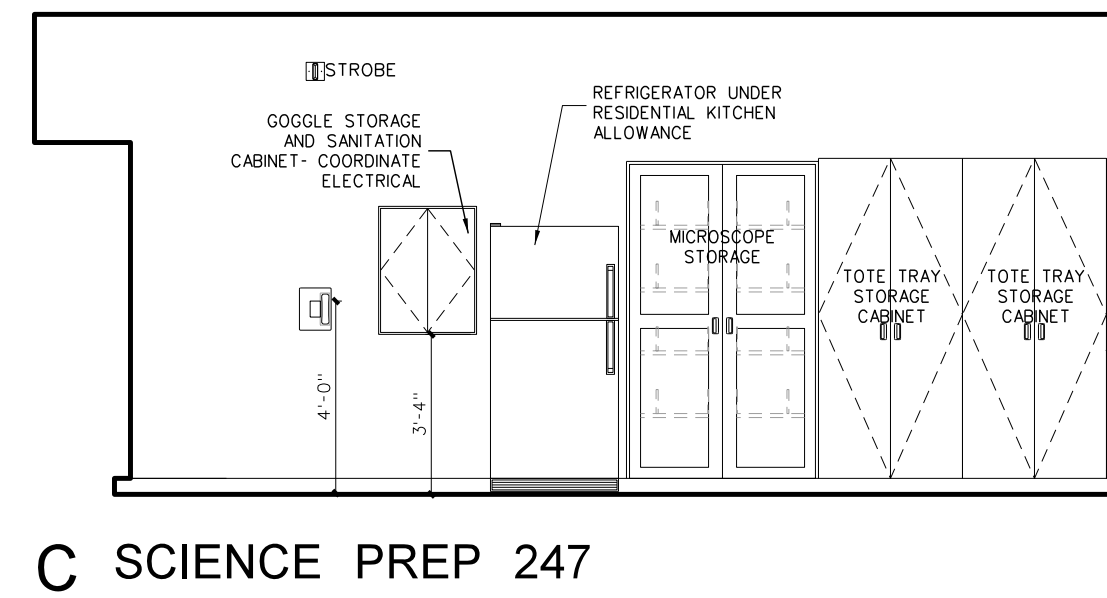 STROBE
GOGGLE STORAGE
AND SANITATION
CABINET- COORDINATE
ELECTRICAL
REFRIGERATOR UNDER
RESIDENTIAL KITCHEN
ALLOWANCE
MICROSCOPE
STORAGE
TOTE TRAY
STORAGE
CABINET
TOTE TRAY
STORAGE
CABINET
4'-0"
3'-4"
C SCIENCE PREP 247